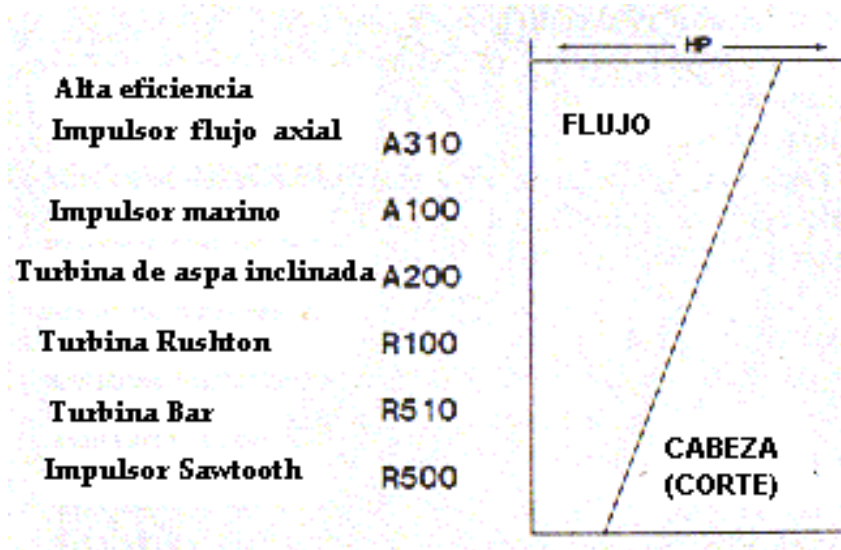 HP
Alta eficiencia
Impulsor flujo axial A310
FLUJO
Impulsor marino A100
Turbina de aspa inclinada A200
Turbina Rushton R100
Turbina Bar R510
Impulsor Sawtooth R500
CABEZA
(CORTE)